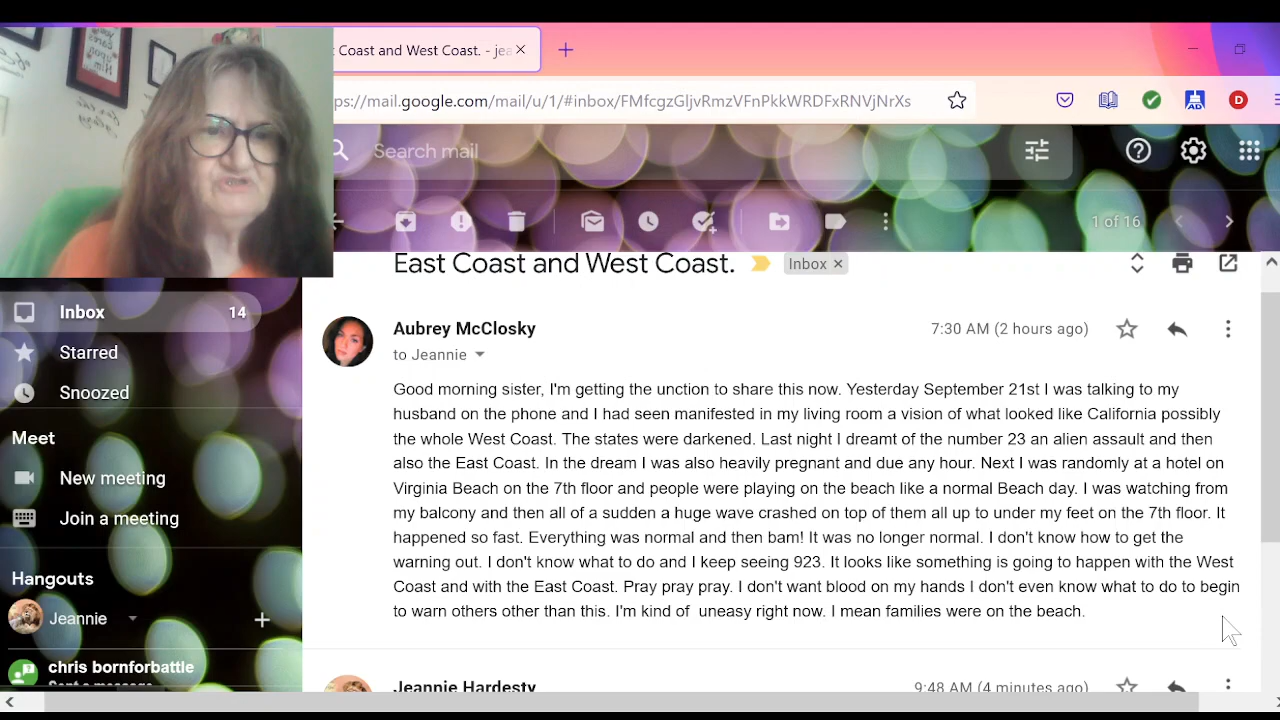 Coast and West Coast. - jea
ps://mail.google.com/mail/u/1/#inbox/FMfcgzGljvRmzVFnPkkWRDFxRNVjNrXs
AD
D
Search mail
1 of 16
East Coast and West Coast.
Inbox ×
Inbox 14
Starred
Snoozed
Meet
New meeting
Join a meeting
Hangouts
Jeannie
chris bornforbattle
Sent a message
Aubrey McClosky
7:30 AM (2 hours ago)
to Jeannie
Good morning sister, I'm getting the unction to share this now. Yesterday September 21st I was talking to my
husband on the phone and I had seen manifested in my living room a vision of what looked like California possibly
the whole West Coast. The states were darkened. Last night I dreamt of the number 23 an alien assault and then
also the East Coast. In the dream I was also heavily pregnant and due any hour. Next I was randomly at a hotel on
Virginia Beach on the 7th floor and people were playing on the beach like a normal Beach day. I was watching from
my balcony and then all of a sudden a huge wave crashed on top of them all up to under my feet on the 7th floor. It
happened so fast. Everything was normal and then bam! It was no longer normal. I don't know how to get the
warning out. I don't know what to do and I keep seeing 923. It looks like something is going to happen with the West
Coast and with the East Coast. Pray pray pray. I don't want blood on my hands I don't even know what to do to begin
to warn others other than this. I'm kind of uneasy right now. I mean families were on the beach.
Jeannie Hardesty
9:48 AM (4 minutes ago)